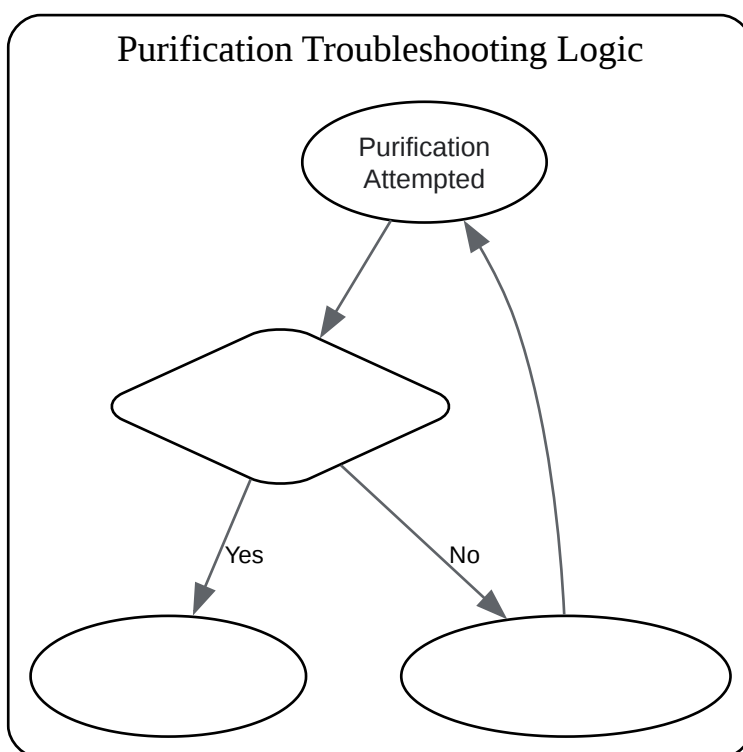 Purification Troubleshooting Logic
Purification
Attempted
Yes
No